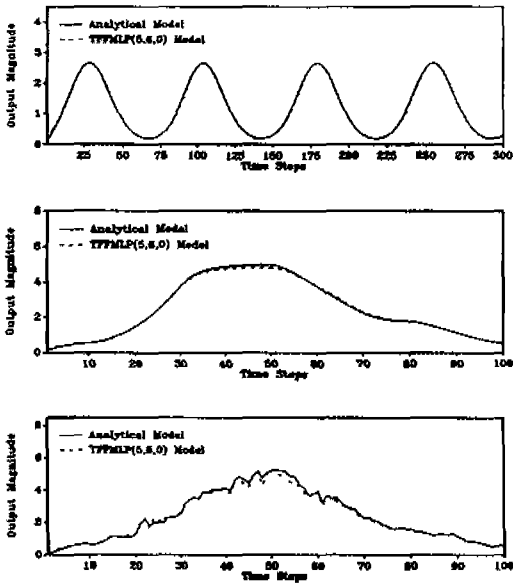 Analytical Model
TFFMLP(5,6,0) Model
Output Magnitude
4
3
2
1
0
25 50 75 100 125 150 175 200 225 250 275 300
Time Steps
Analytical Model
TFFMLP(5,6,0) Model
Output Magnitude
6
4
2
0
10 20 30 40 50 60 70 80 90 100
Time Steps
Analytical Model
TFFMLP(5,6,0) Model
Output Magnitude
6
4
2
0
10 20 30 40 50 60 70 80 90 100
Time Steps